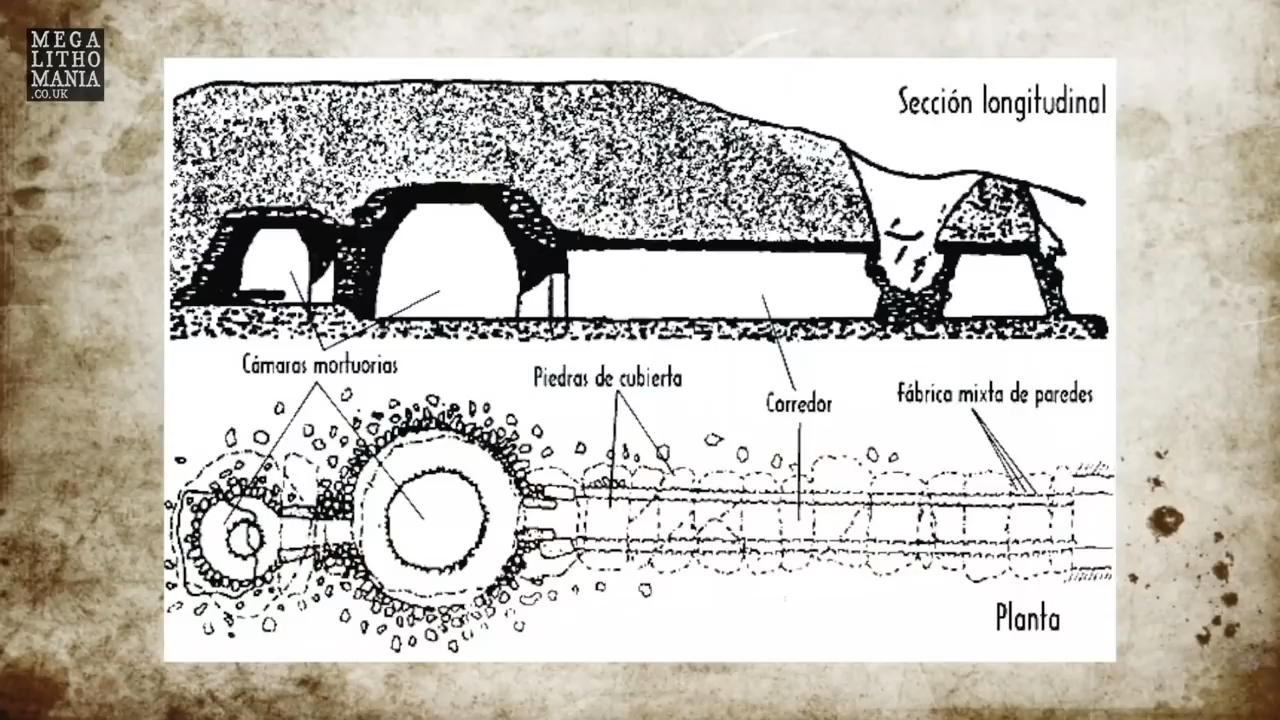 MEGA
LITHO
MANIA
.CO.UK
Sección longitudinal
Cámaras mortuorias
Piedras de cubierta
Corredor
Fábrica mixta de paredes
Planta